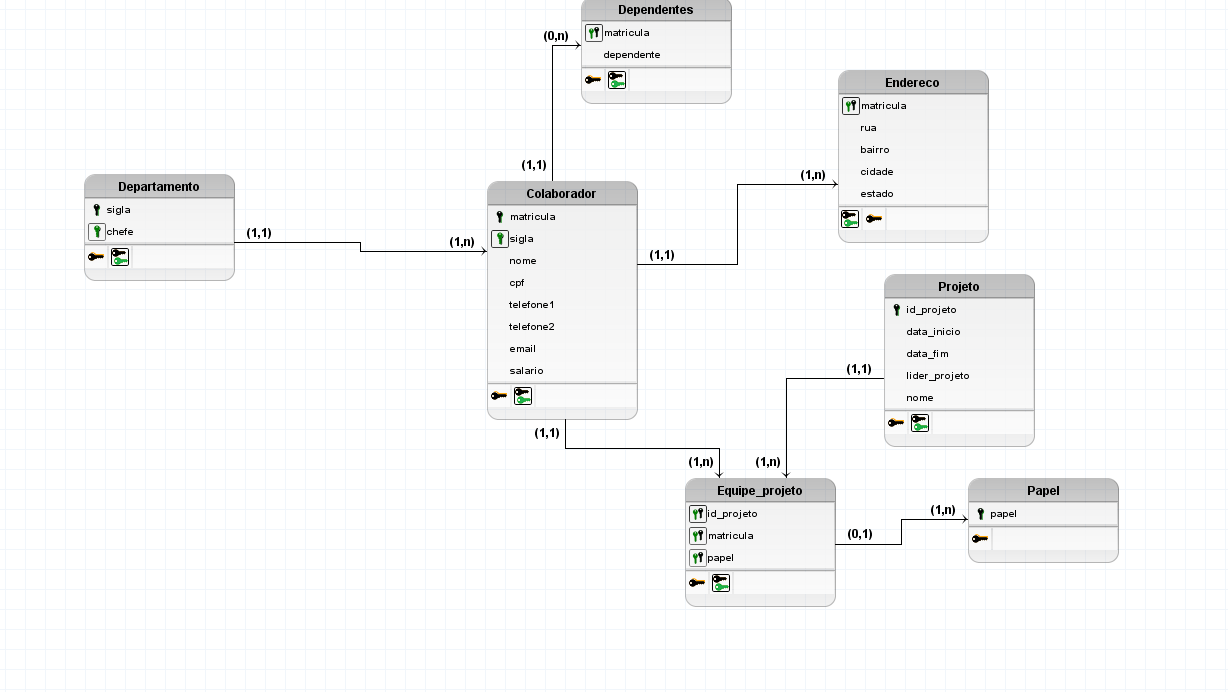 Dependentes
matricula
dependente
(0,n)
(1,1)
Endereco
matricula
rua
bairro
cidade
estado
(1,n)
(1,1)
Departamento
sigla
chefe
(1,1)
(1,n)
Colaborador
matricula
sigla
nome
cpf
telefone1
telefone2
email
salario
(1,1)
(1,n)
Projeto
id_projeto
data_inicio
data_fim
lider_projeto
nome
(1,1)
(1,n)
Equipe_projeto
id_projeto
matricula
papel
(0,1)
(1,n)
Papel
papel